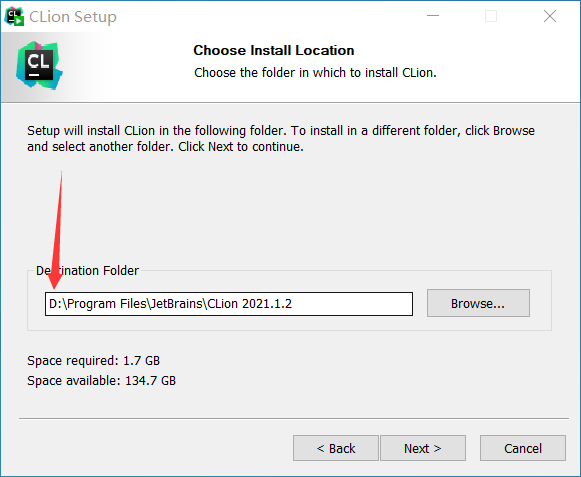 CLion Setup
CL
Choose Install Location
Choose the folder in which to install CLion.
Setup will install CLion in the following folder. To install in a different folder, click Browse
and select another folder. Click Next to continue.
Destination Folder
D:\Program Files\JetBrains\CLion 2021.1.2
Browse...
Space required: 1.7 GB
Space available: 134.7 GB
< Back
Next >
Cancel